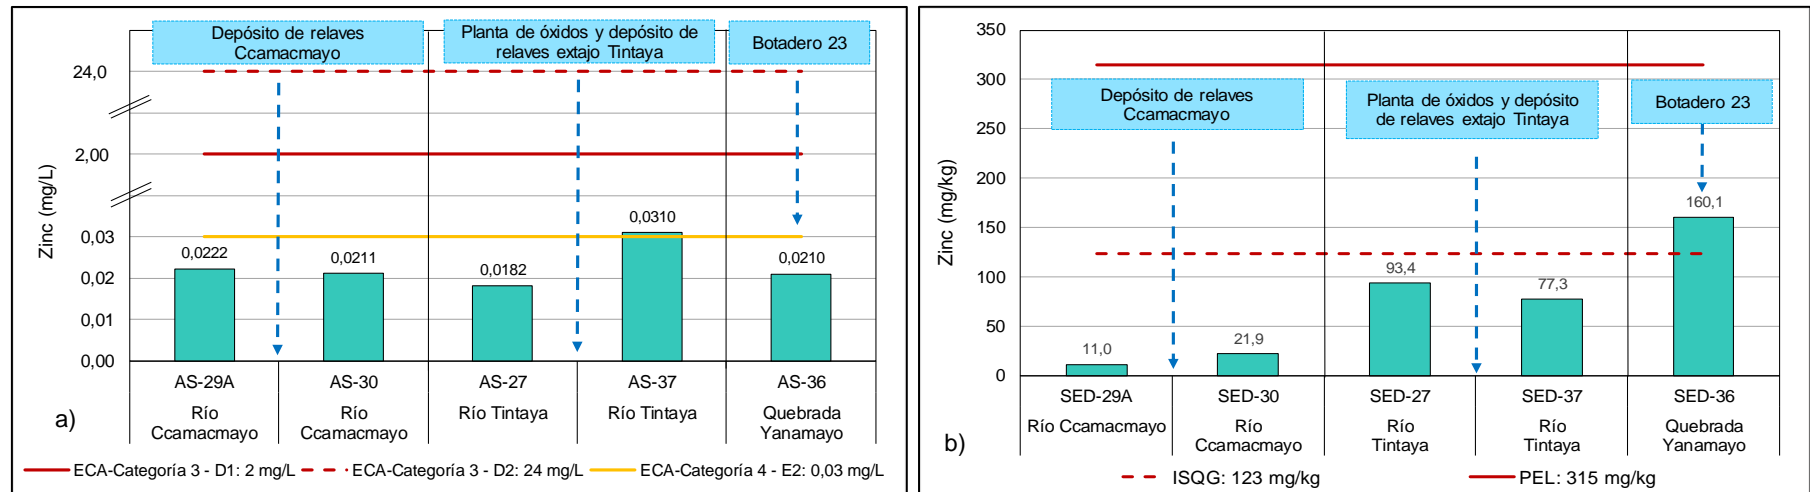 Depósito de relaves
Ccamacmayo
Planta de óxidos y depósito de
relaves extajo Tintaya
Botadero 23
Zinc (mg/L)
24,0
2,00
0,03
0,02
0,01
0,00
0,0222
0,0211
0,0182
0,0310
0,0210
AS-29A
AS-30
AS-27
AS-37
AS-36
Río
Ccamacmayo
Río
Ccamacmayo
Río Tintaya
Río Tintaya
Quebrada
Yanamayo
a)
ECA-Categoría 3 - D1: 2 mg/L
ECA-Categoría 3 - D2: 24 mg/L
ECA-Categoría 4 - E2: 0,03 mg/L
Zinc (mg/kg)
350
300
250
200
150
100
50
0
Depósito de relaves
Ccamacmayo
Planta de óxidos y depósito
de relaves extajo Tintaya
Botadero 23
11,0
21,9
93,4
77,3
160,1
SED-29A
SED-30
SED-27
SED-37
SED-36
Río Ccamacmayo
Río
Ccamacmayo
Río
Tintaya
Río
Tintaya
Quebrada
Yanamayo
b)
ISQG: 123 mg/kg
PEL: 315 mg/kg